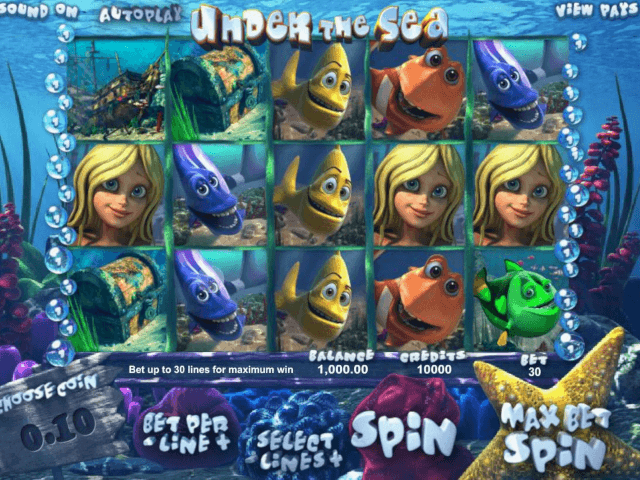 SOUND ON
AUTOPLAY
UNDER THE SEA
VIEW PAYS
Bet up to 30 lines for maximum win
BALANCE
1,000.00
CREDITS
10000
BET
30
CHOOSE COIN
0.10
BET PER
- LINE +
SELECT
- LINES +
SPIN
MAX BET
SPIN